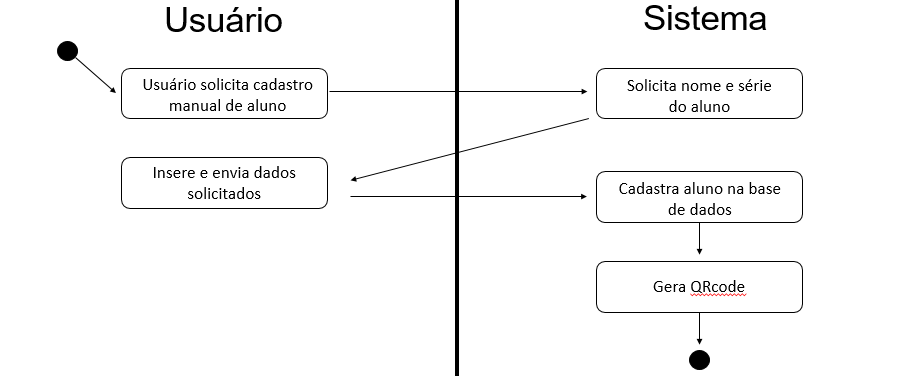 Usuário
Sistema
Usuário solicita cadastro
manual de aluno
Solicita nome e série
do aluno
Insere e envia dados
solicitados
Cadastra aluno na base
de dados
Gera QRcode